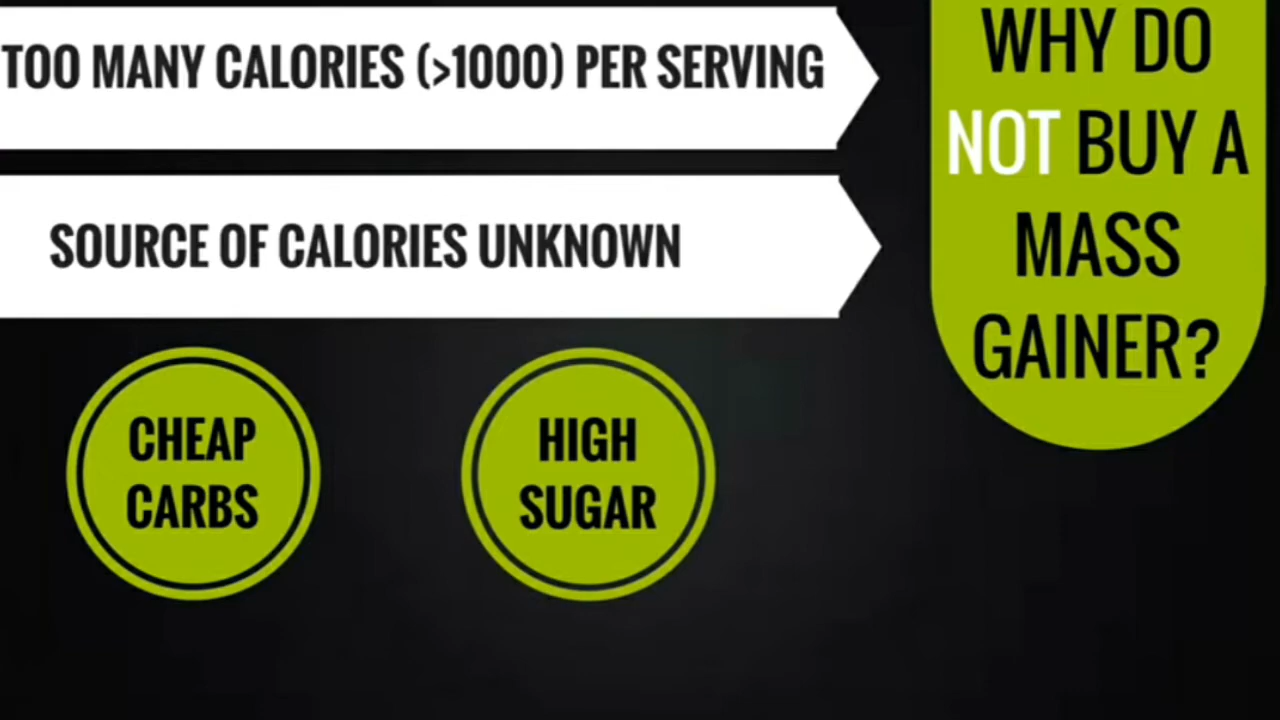 TOO MANY CALORIES (>1000) PER SERVING
SOURCE OF CALORIES UNKNOWN
CHEAP
CARBS
HIGH
SUGAR
WHY DO
NOT BUY A
MASS
GAINER?